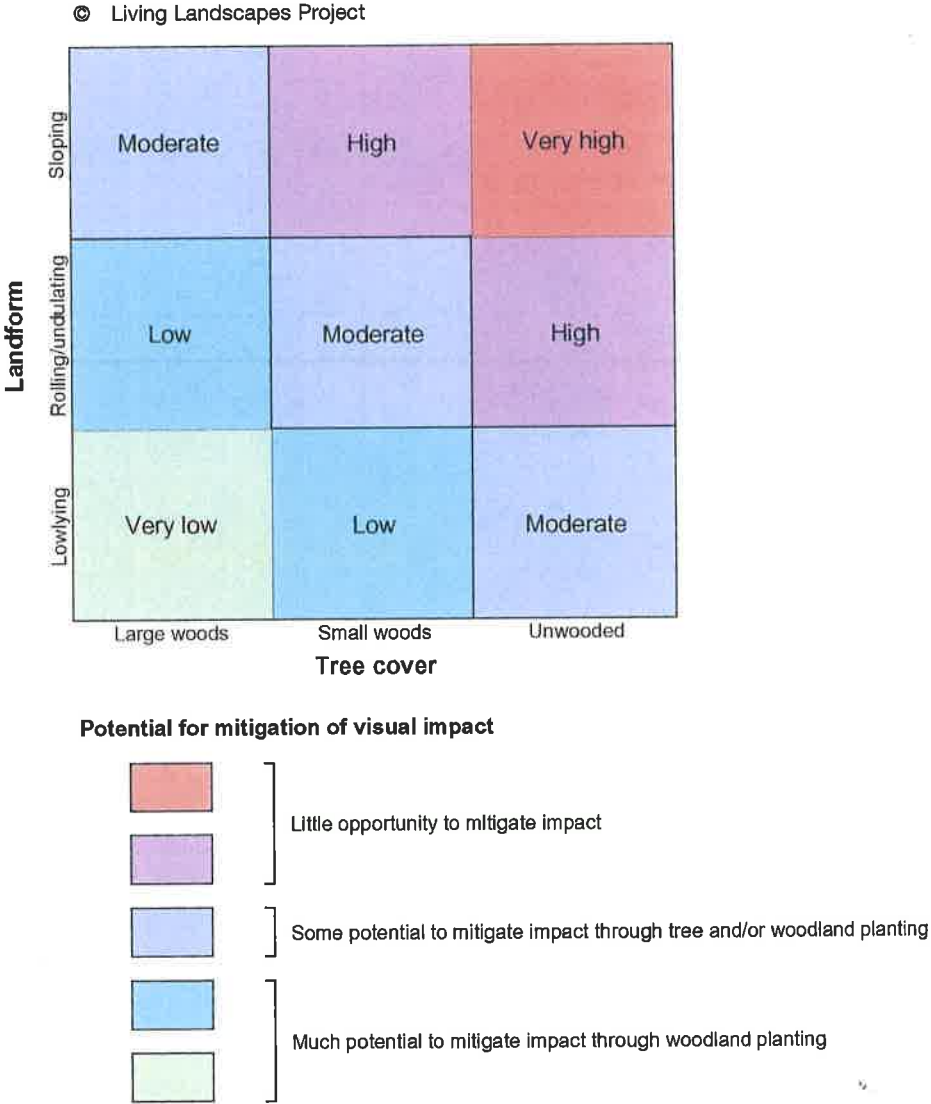 © Living Landscapes Project
Landform
Sloping
Moderate
High
Very high
Rolling/undulating
Low
Moderate
High
Lowlying
Very low
Low
Moderate
Large woods
Small woods
Unwooded
Tree cover
Potential for mitigation of visual impact
Little opportunity to mitigate impact
Some potential to mitigate impact through tree and/or woodland planting
Much potential to mitigate impact through woodland planting